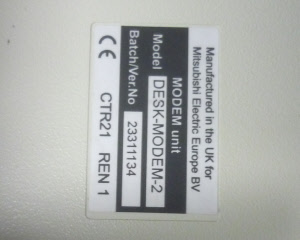 Manufactured in the UK for
Mitsubishi Electric Europe BV
MODEM unit
Model DESK-MODEM-2
Batch/Ver.No 23311134
CE CTR21 REN 1